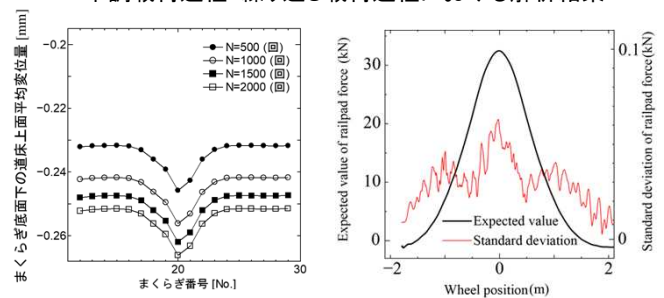 -0.2
N=500 (回)
N=1000 (回)
N=1500 (回)
N=2000 (回)
-0.22
-0.24
-0.26
まくらぎ底面下の道床上面平均変位量 [mm]
20
30
まくらぎ番号 [No.]
Expected value of railpad force (kN)
30
20
10
0
Expected value
Standard deviation
0.1
0
Standard deviation of railpad force(kN)
-2
0
2
Wheel position(m)